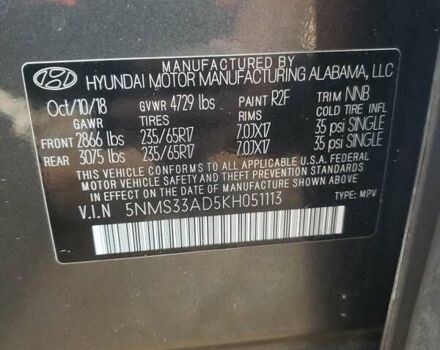 MANUFACTURED BY
HYUNDAI MOTOR MANUFACTURING ALABAMA, LLC
Oct/10/18 GVWR 4729 lbs PAINT R2F TRIM NNB
GAWR TIRES RIMS COLD TIRE INFL
FRONT 2866 lbs 235/65R17 7.0JX17 35 psi SINGLE
REAR 3075 lbs 235/65R17 7.0JX17 35 psi SINGLE
THIS VEHICLE CONFORMS TO ALL APPLICABLE U.S.A. FEDERAL
MOTOR VEHICLE SAFETY, BUMPER, AND THEFT PREVENTION STANDARDS
IN EFFECT ON THE DATE OF MANUFACTURE SHOWN ABOVE.
V.I.N 5NMS33AD5KH051113 TYPE: MPV